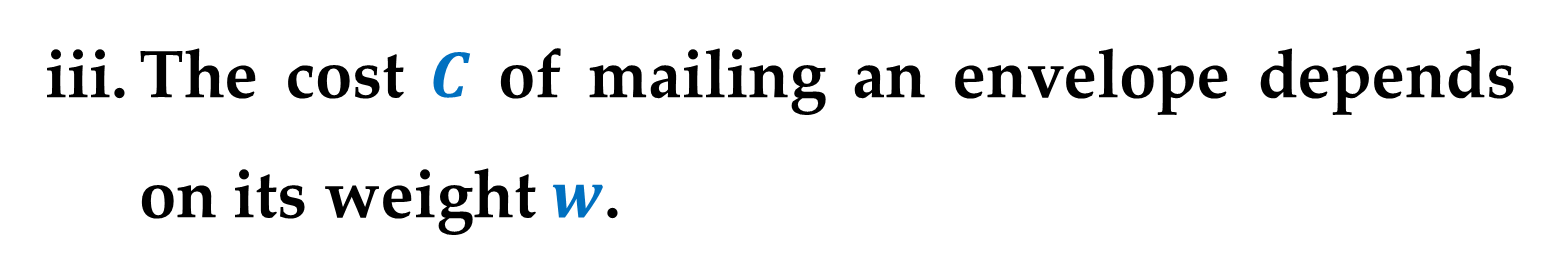 iii. The cost C of mailing an envelope depends
on its weight w.